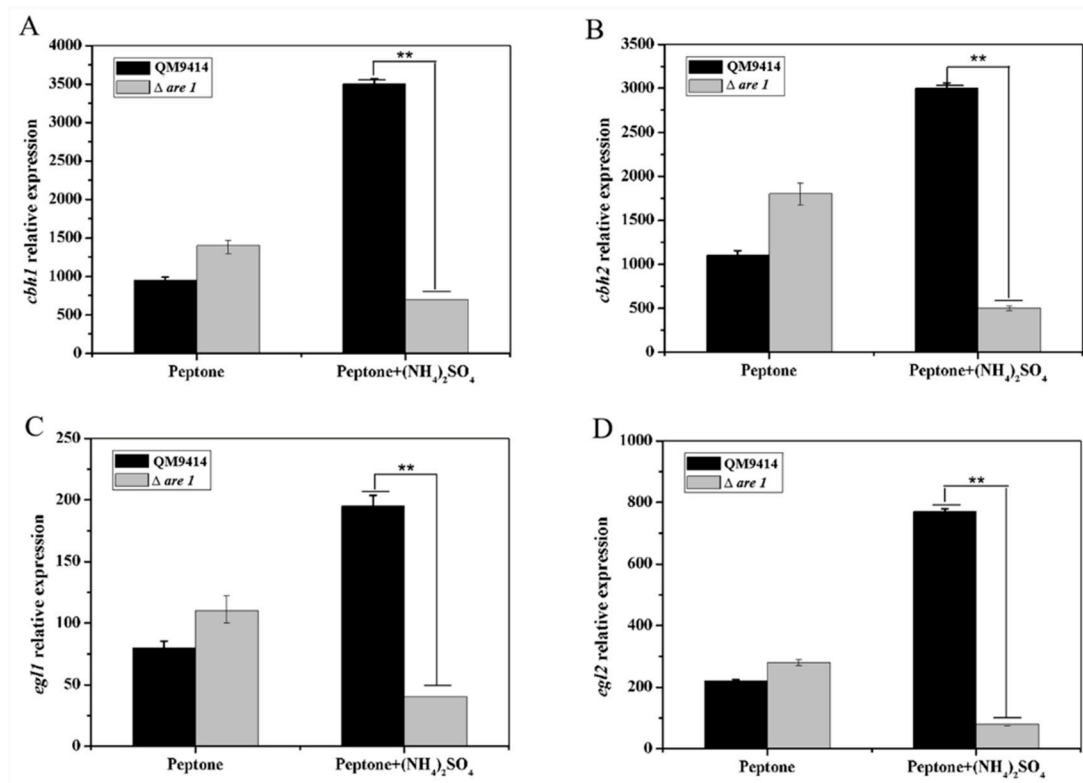 A
cbh1 relative expression
4000
3500
3000
2500
2000
1500
1000
500
0
QM9414
Δ are 1
**
Peptone
Peptone+(NH₄)₂SO₄
B
cbh2 relative expression
3500
3000
2500
2000
1500
1000
500
0
QM9414
Δ are 1
**
Peptone
Peptone+(NH₄)₂SO₄
C
egl1 relative expression
250
200
150
100
50
0
QM9414
Δ are 1
**
Peptone
Peptone+(NH₄)₂SO₄
D
egl2 relative expression
1000
800
600
400
200
0
QM9414
Δ are 1
**
Peptone
Peptone+(NH₄)₂SO₄